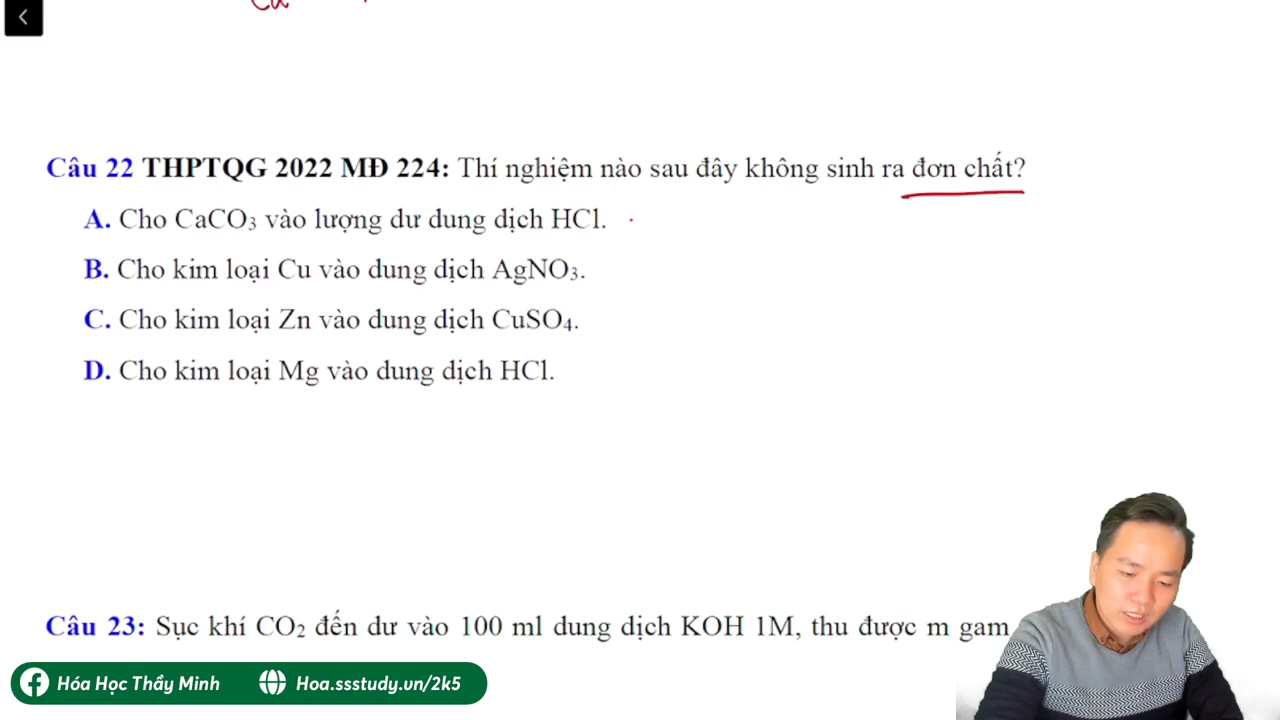 Câu 22 THPTQG 2022 MĐ 224: Thí nghiệm nào sau đây không sinh ra đơn chất?
A. Cho CaCO₃ vào lượng dư dung dịch HCl.
B. Cho kim loại Cu vào dung dịch AgNO₃.
C. Cho kim loại Zn vào dung dịch CuSO₄.
D. Cho kim loại Mg vào dung dịch HCl.
Câu 23: Sục khí CO₂ đến dư vào 100 ml dung dịch KOH 1M, thu được m gam
Hóa Học Thầy Minh Hoa.ssstudy.vn/2k5